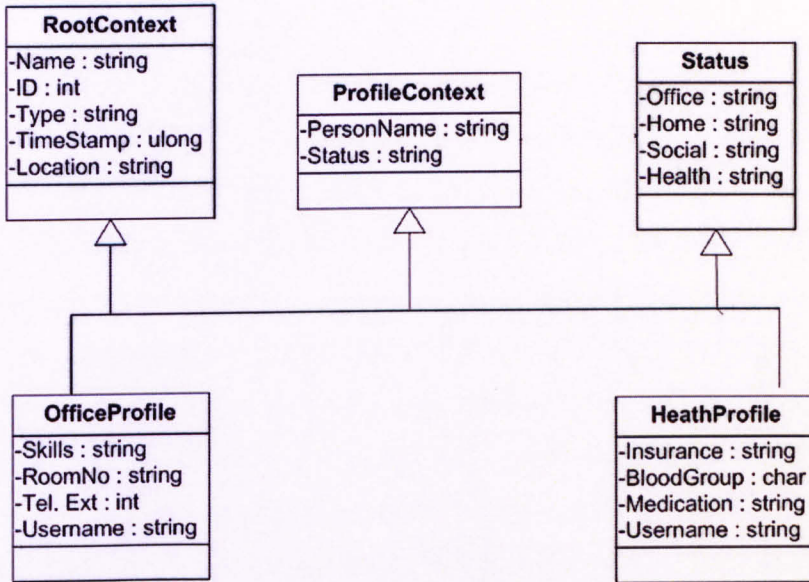 RootContext
-Name : string
-ID : int
-Type : string
-TimeStamp : ulong
-Location : string
ProfileContext
-PersonName : string
-Status : string
Status
-Office : string
-Home : string
-Social : string
-Health : string
OfficeProfile
-Skills : string
-RoomNo : string
-Tel. Ext : int
-Username : string
HeathProfile
-Insurance : string
-BloodGroup : char
-Medication : string
-Username : string